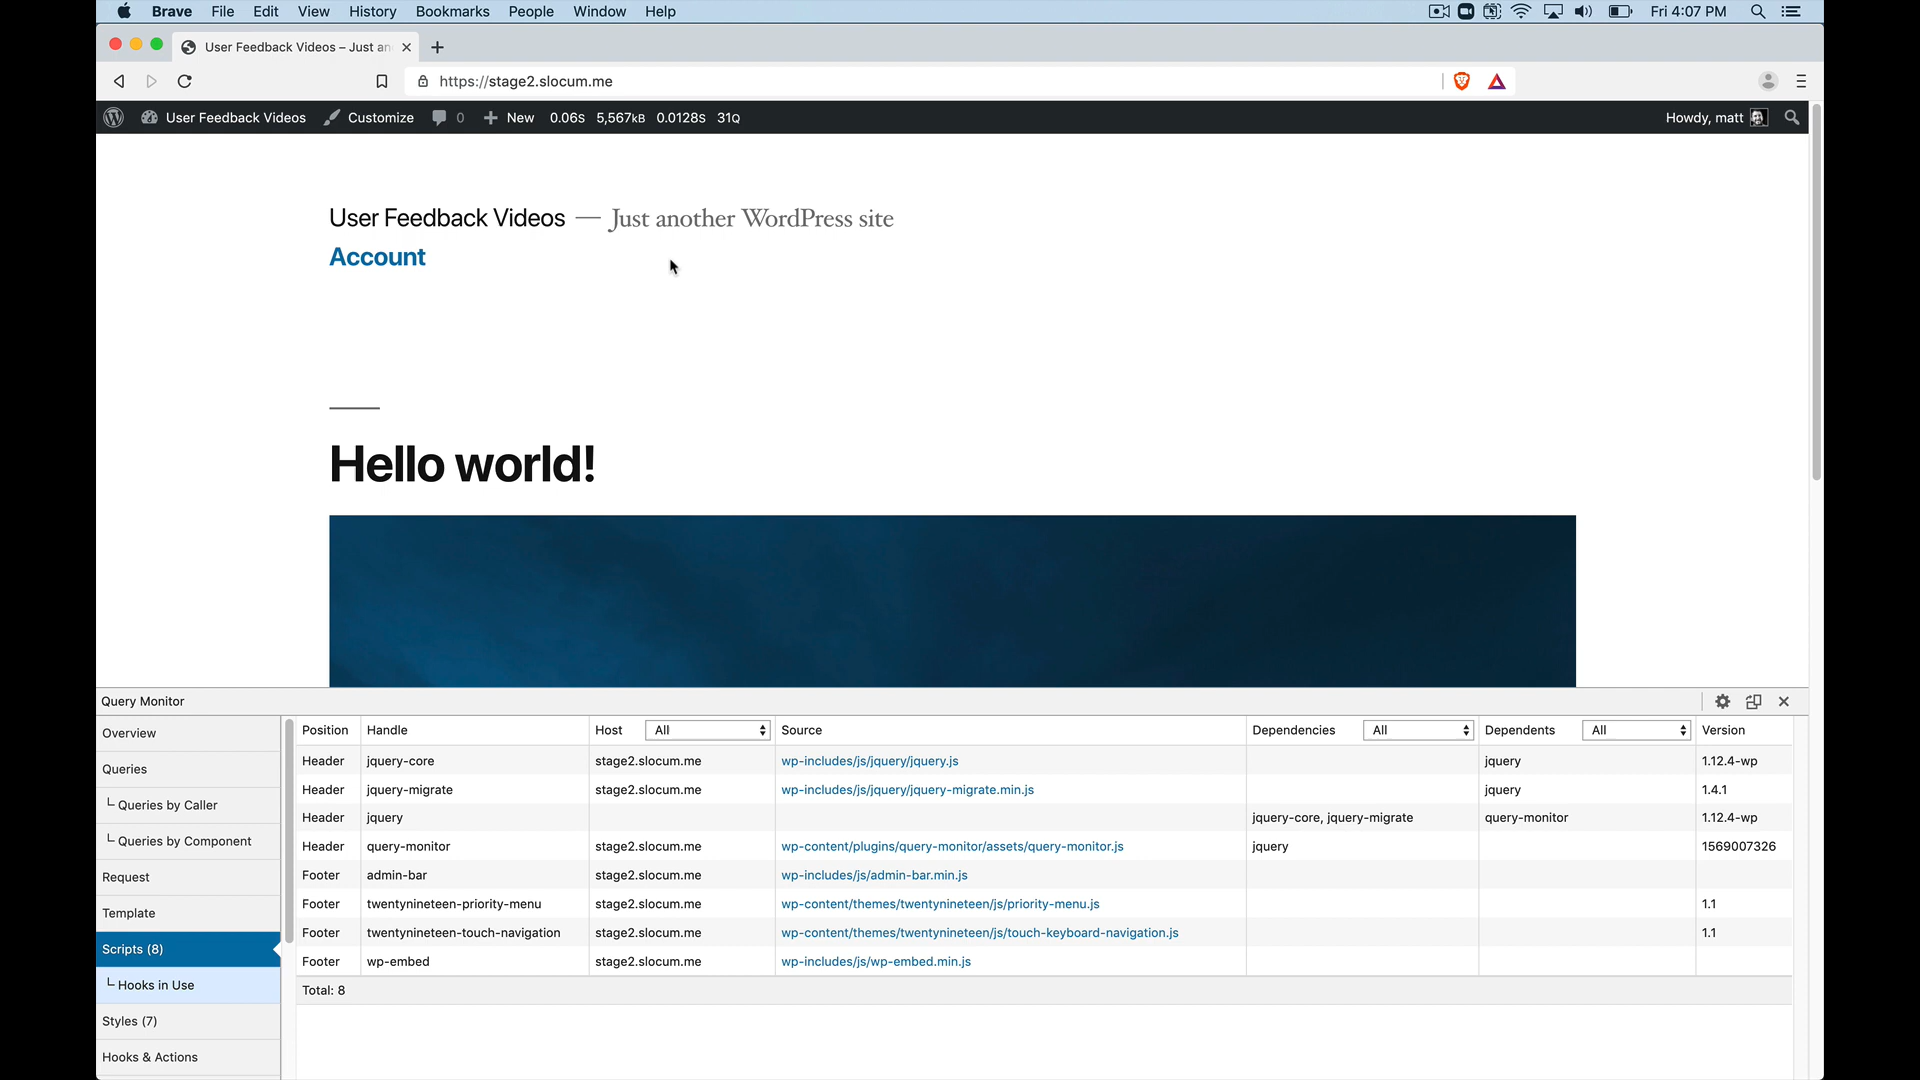 Brave File Edit View History Bookmarks People Window Help Fri 4:07 PM
User Feedback Videos – Just an
https://stage2.slocum.me
User Feedback Videos Customize 0 New 0.06S 5,567kB 0.0128S 31Q Howdy, matt
User Feedback Videos — Just another WordPress site
Account
Hello world!
Query Monitor
Overview
Queries
Queries by Caller
Queries by Component
Request
Template
Scripts (8)
Hooks in Use
Styles (7)
Hooks & Actions
Position Handle Host All Source Dependencies All Dependents All Version
Header jquery-core stage2.slocum.me wp-includes/js/jquery/jquery.js jquery 1.12.4-wp
Header jquery-migrate stage2.slocum.me wp-includes/js/jquery/jquery-migrate.min.js jquery 1.4.1
Header jquery jquery-core, jquery-migrate query-monitor 1.12.4-wp
Header query-monitor stage2.slocum.me wp-content/plugins/query-monitor/assets/query-monitor.js jquery 1569007326
Footer admin-bar stage2.slocum.me wp-includes/js/admin-bar.min.js
Footer twentynineteen-priority-menu stage2.slocum.me wp-content/themes/twentynineteen/js/priority-menu.js 1.1
Footer twentynineteen-touch-navigation stage2.slocum.me wp-content/themes/twentynineteen/js/touch-keyboard-navigation.js 1.1
Footer wp-embed stage2.slocum.me wp-includes/js/wp-embed.min.js
Total: 8